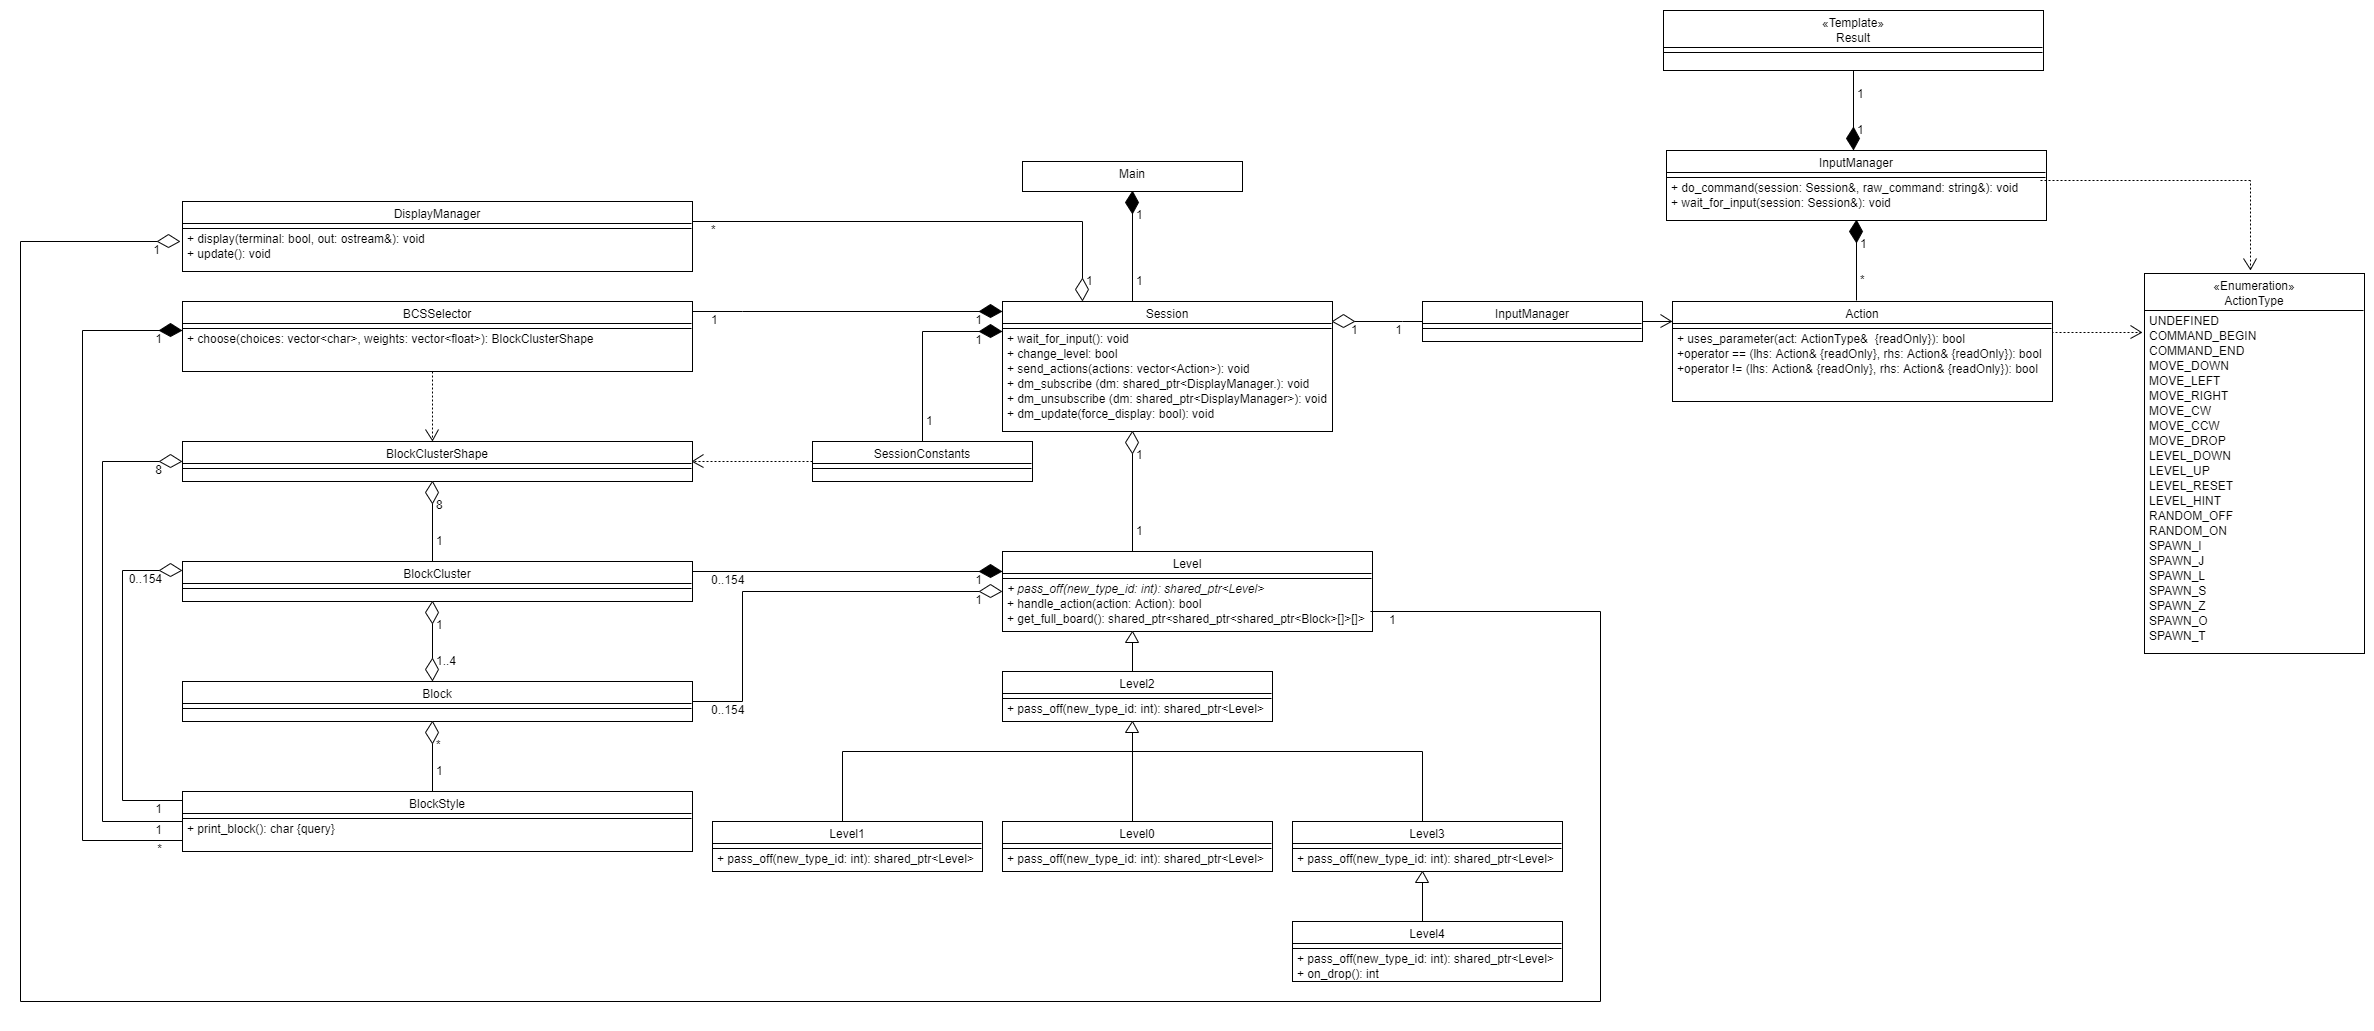 «Template»
Result
1
1
InputManager
+ do_command(session: Session&, raw_command: string&): void
+ wait_for_input(session: Session&): void
1
*
Main
1
1
DisplayManager
+ display(terminal: bool, out: ostream&): void
+ update(): void
1
*
1
BCSSelector
+ choose(choices: vector<char>, weights: vector<float>): BlockClusterShape
1
1
1
1
1
Session
+ wait_for_input(): void
+ change_level: bool
+ send_actions(actions: vector<Action>): void
+ dm_subscribe (dm: shared_ptr<DisplayManager.): void
+ dm_unsubscribe (dm: shared_ptr<DisplayManager>): void
+ dm_update(force_display: bool): void
1
1
InputManager
Action
+ uses_parameter(act: ActionType& {readOnly}): bool
+operator == (lhs: Action& {readOnly}, rhs: Action& {readOnly}): bool
+operator != (lhs: Action& {readOnly}, rhs: Action& {readOnly}): bool
«Enumeration»
ActionType
UNDEFINED
COMMAND_BEGIN
COMMAND_END
MOVE_DOWN
MOVE_LEFT
MOVE_RIGHT
MOVE_CW
MOVE_CCW
MOVE_DROP
LEVEL_DOWN
LEVEL_UP
LEVEL_RESET
LEVEL_HINT
RANDOM_OFF
RANDOM_ON
SPAWN_I
SPAWN_J
SPAWN_L
SPAWN_S
SPAWN_Z
SPAWN_O
SPAWN_T
BlockClusterShape
8
8
1
SessionConstants
1
1
BlockCluster
0..154
0..154
1
1
1
1..4
Level
+ pass_off(new_type_id: int): shared_ptr<Level>
+ handle_action(action: Action): bool
+ get_full_board(): shared_ptr<shared_ptr<shared_ptr<Block>[]>[]>
1
Block
0..154
*
1
Level2
+ pass_off(new_type_id: int): shared_ptr<Level>
BlockStyle
+ print_block(): char {query}
1
1
*
Level1
+ pass_off(new_type_id: int): shared_ptr<Level>
Level0
+ pass_off(new_type_id: int): shared_ptr<Level>
Level3
+ pass_off(new_type_id: int): shared_ptr<Level>
Level4
+ pass_off(new_type_id: int): shared_ptr<Level>
+ on_drop(): int